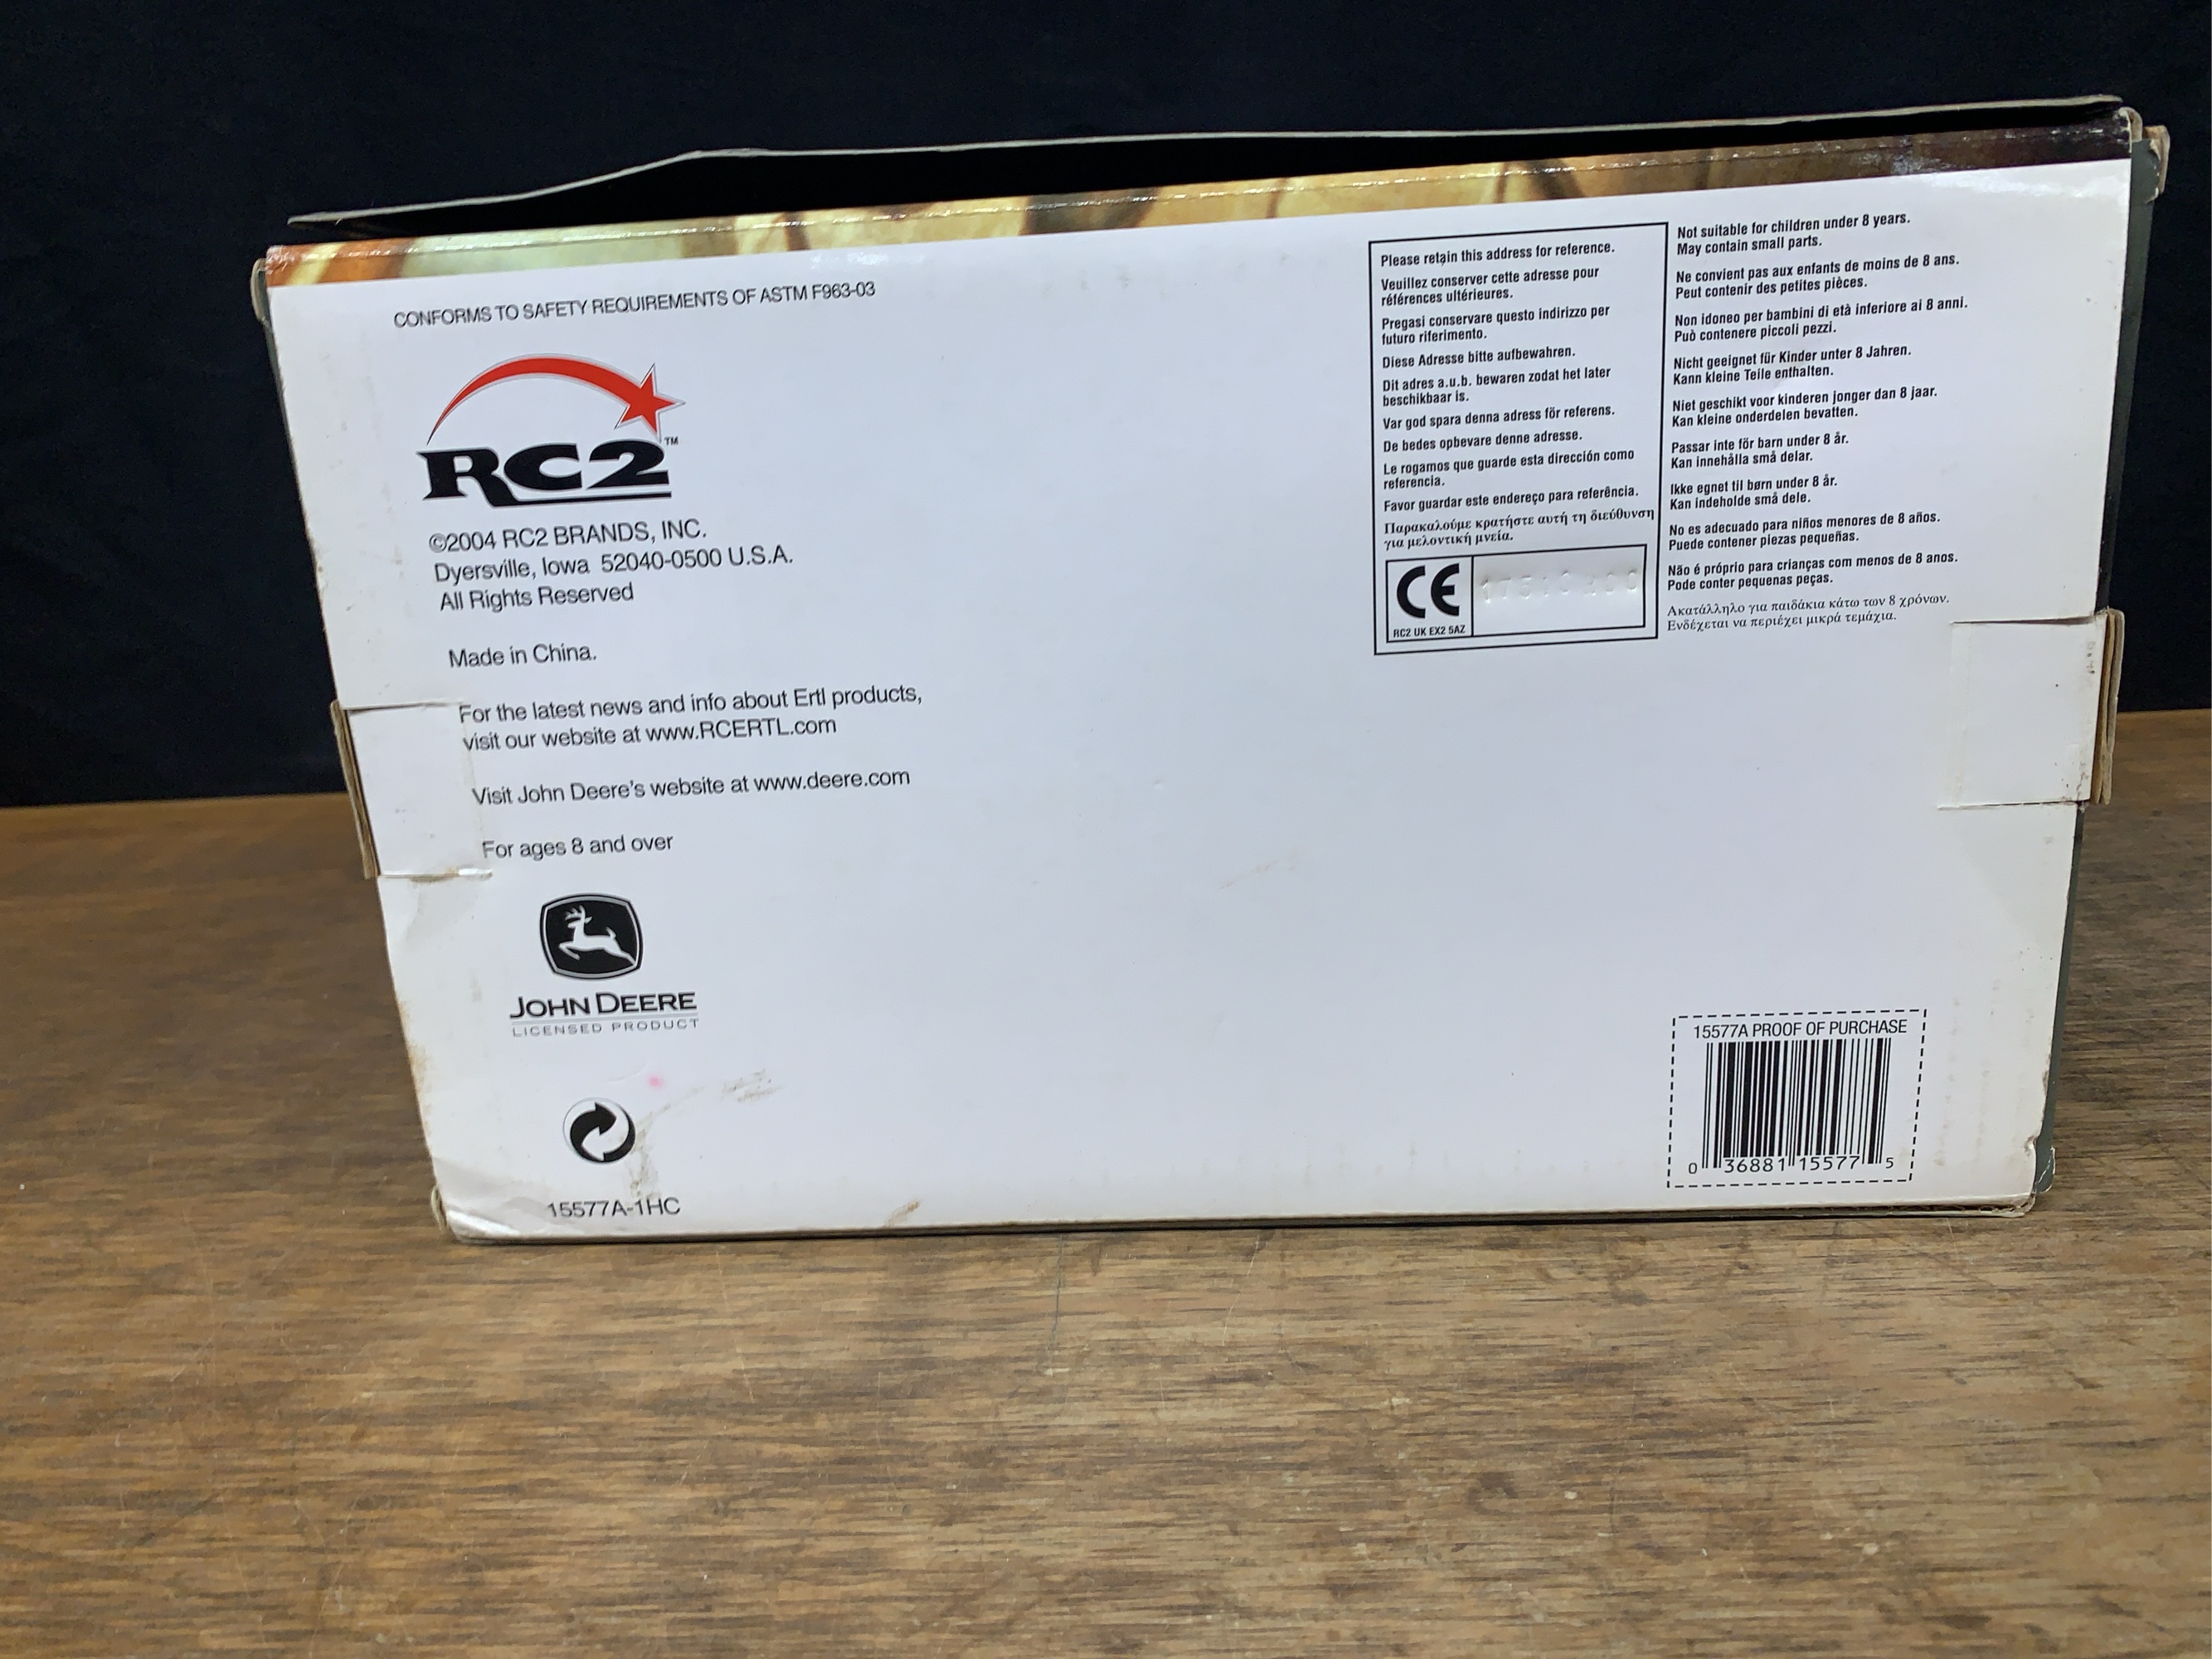 CONFORMS TO SAFETY REQUIREMENTS OF ASTM F963-03
RC2™
©2004 RC2 BRANDS, INC.
Dyersville, Iowa 52040-0500 U.S.A.
All Rights Reserved
Made in China.
For the latest news and info about Ertl products,
visit our website at www.RCERTL.com
Visit John Deere's website at www.deere.com
For ages 8 and over
JOHN DEERE
LICENSED PRODUCT
15577A-1HC
Please retain this address for reference.
Veuillez conserver cette adresse pour
références ultérieures.
Pregasi conservare questo indirizzo per
futuro riferimento.
Diese Adresse bitte aufbewahren.
Dit adres a.u.b. bewaren zodat het later
beschikbaar is.
Var god spara denna adress för referens.
De bedes opbevare denne adresse.
Le rogamos que guarde esta dirección como
referencia.
Favor guardar este endereço para referência.
Παρακαλούμε κρατήστε αυτή τη διεύθυνση
για μελοντική μνεία.
CE
RC2 UK EX2 5AZ
Not suitable for children under 8 years.
May contain small parts.
Ne convient pas aux enfants de moins de 8 ans.
Peut contenir des petites pièces.
Non idoneo per bambini di età inferiore ai 8 anni.
Può contenere piccoli pezzi.
Nicht geeignet für Kinder unter 8 Jahren.
Kann kleine Teile enthalten.
Niet geschikt voor kinderen jonger dan 8 jaar.
Kan kleine onderdelen bevatten.
Passar inte för barn under 8 år.
Kan innehålla små delar.
Ikke egnet til børn under 8 år.
Kan indeholde små dele.
No es adecuado para niños menores de 8 años.
Puede contener piezas pequeñas.
Não é próprio para crianças com menos de 8 anos.
Pode conter pequenas peças.
Ακατάλληλο για παιδάκια κάτω των 8 χρόνων.
Ενδέχεται να περιέχει μικρά τεμάχια.
15577A PROOF OF PURCHASE
0 36881 15577 5